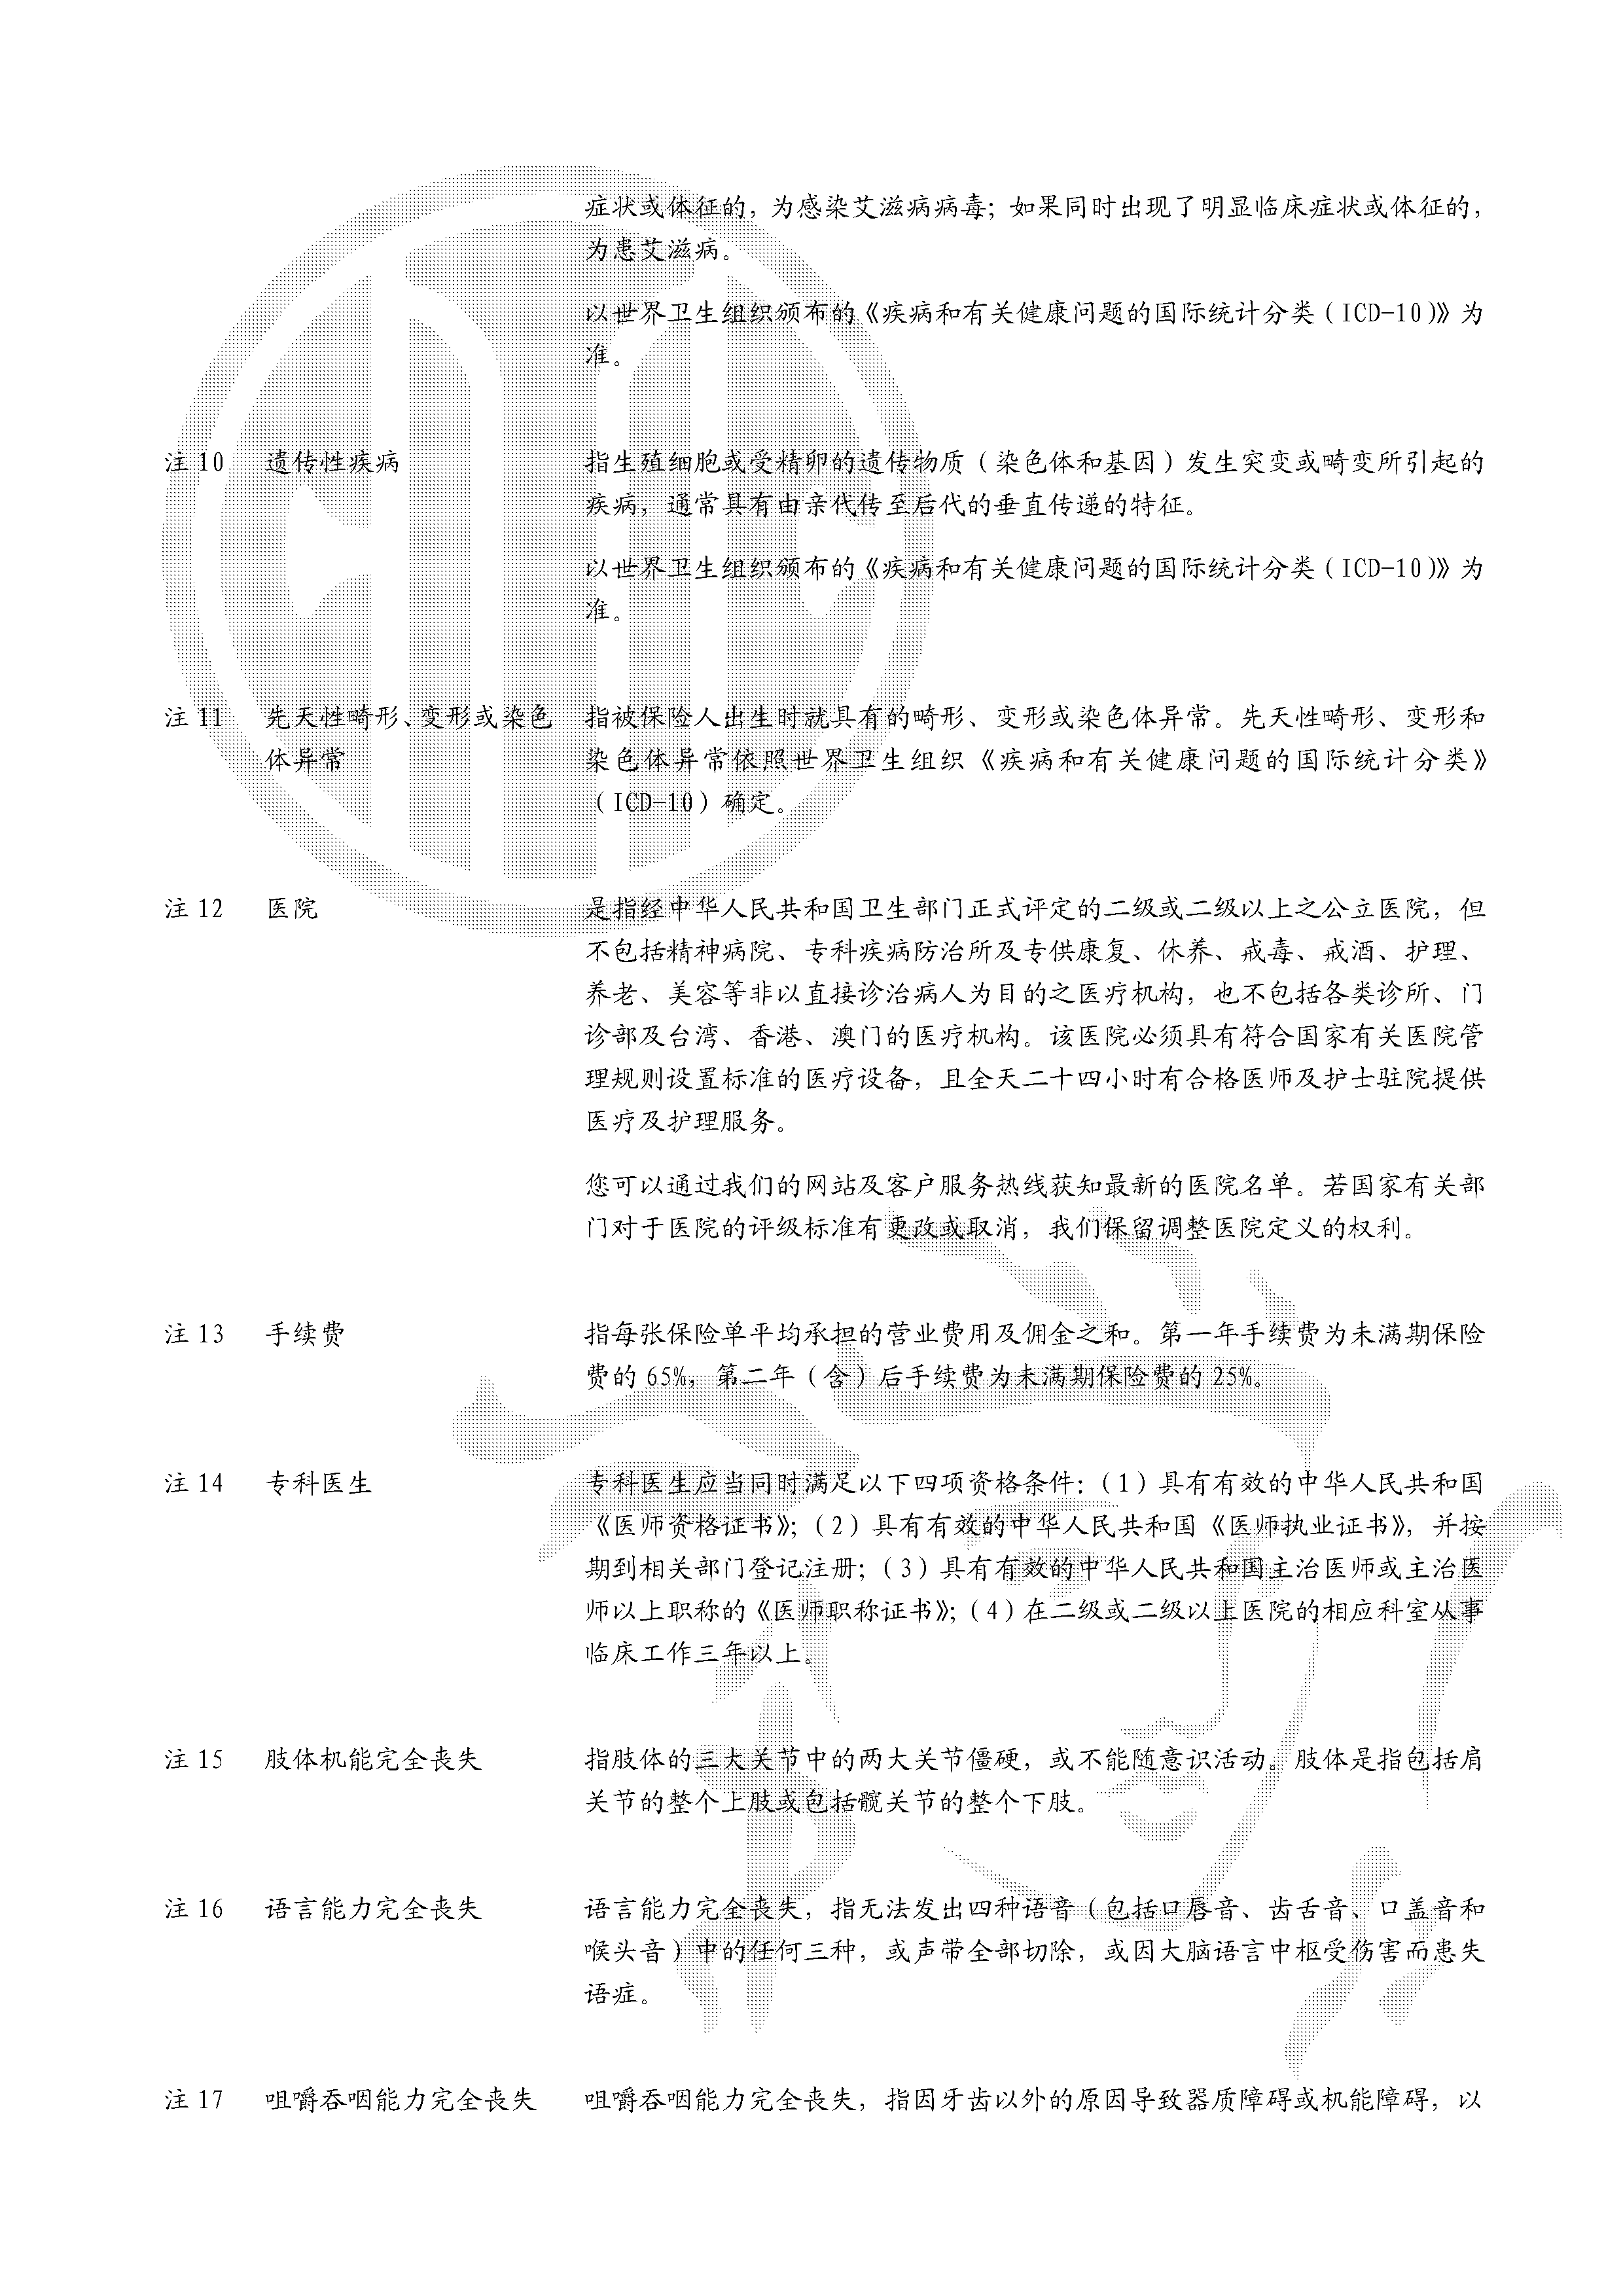 症状或体征的，为感染艾滋病病毒；如果同时出现了明显临床症状或体征的，
为患艾滋病。
以世界卫生组织颁布的《疾病和有关健康问题的国际统计分类（ICD-10）》为
准。
注 10 遗传性疾病 指生殖细胞或受精卵的遗传物质（染色体和基因）发生突变或畸变所引起的
疾病，通常具有由亲代传至后代的垂直传递的特征。
以世界卫生组织颁布的《疾病和有关健康问题的国际统计分类（ICD-10）》为
准。
注 11 先天性畸形、变形或染色 指被保险人出生时就具有的畸形、变形或染色体异常。先天性畸形、变形和
体异常 染色体异常依照世界卫生组织《疾病和有关健康问题的国际统计分类》
（ICD-10）确定。
注 12 医院 是指经中华人民共和国卫生部门正式评定的二级或二级以上之公立医院，但
不包括精神病院、专科疾病防治所及专供康复、休养、戒毒、戒酒、护理、
养老、美容等非以直接诊治病人为目的之医疗机构，也不包括各类诊所、门
诊部及台湾、香港、澳门的医疗机构。该医院必须具有符合国家有关医院管
理规则设置标准的医疗设备，且全天二十四小时有合格医师及护士驻院提供
医疗及护理服务。
您可以通过我们的网站及客户服务热线获知最新的医院名单。若国家有关部
门对于医院的评级标准有更改或取消，我们保留调整医院定义的权利。
注 13 手续费 指每张保险单平均承担的营业费用及佣金之和。第一年手续费为未满期保险
费的 65%，第二年（含）后手续费为未满期保险费的 25%。
注 14 专科医生 专科医生应当同时满足以下四项资格条件：（1）具有有效的中华人民共和国
《医师资格证书》；（2）具有有效的中华人民共和国《医师执业证书》，并按
期到相关部门登记注册；（3）具有有效的中华人民共和国主治医师或主治医
师以上职称的《医师职称证书》；（4）在二级或二级以上医院的相应科室从事
临床工作三年以上。
注 15 肢体机能完全丧失 指肢体的三大关节中的两大关节僵硬，或不能随意识活动。肢体是指包括肩
关节的整个上肢或包括髋关节的整个下肢。
注 16 语言能力完全丧失 语言能力完全丧失，指无法发出四种语音（包括口唇音、齿舌音、口盖音和
喉头音）中的任何三种，或声带全部切除，或因大脑语言中枢受伤害而患失
语症。
注 17 咀嚼吞咽能力完全丧失 咀嚼吞咽能力完全丧失，指因牙齿以外的原因导致器质障碍或机能障碍，以